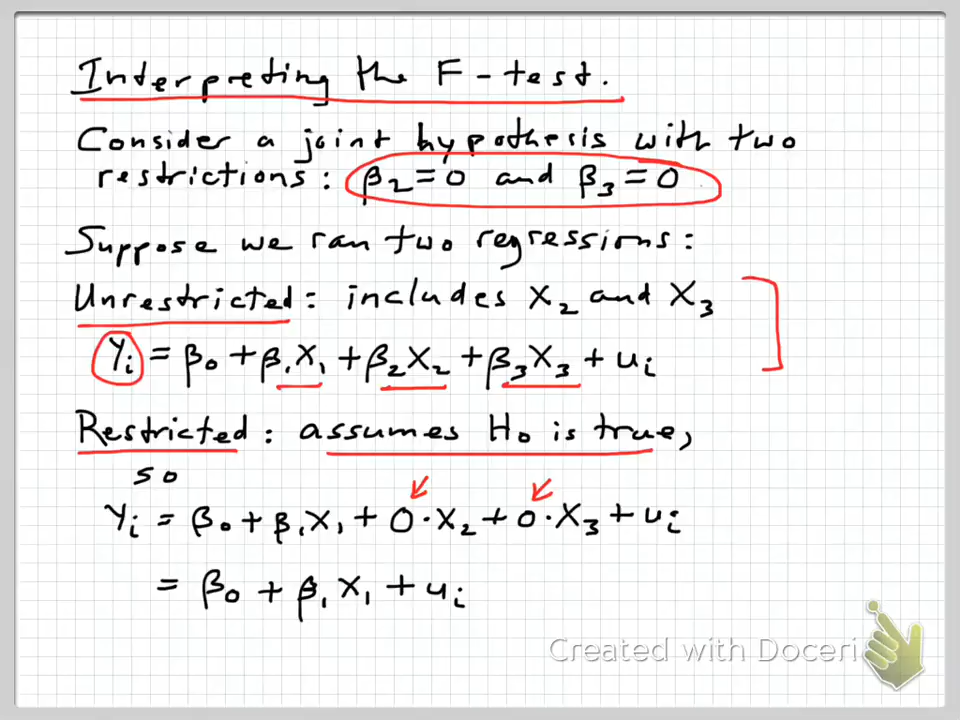 Interpreting the F-test.
Consider a joint hypothesis with two
restrictions: β₂=0 and β₃=0
Suppose we ran two regressions:
Unrestricted: includes X₂ and X₃
Yᵢ = β₀ + β₁X₁ + β₂X₂ + β₃X₃ + uᵢ
Restricted: assumes H₀ is true,
so
Yᵢ = β₀ + β₁X₁ + 0·X₂ + 0·X₃ + uᵢ
= β₀ + β₁X₁ + uᵢ
Created with Doceri